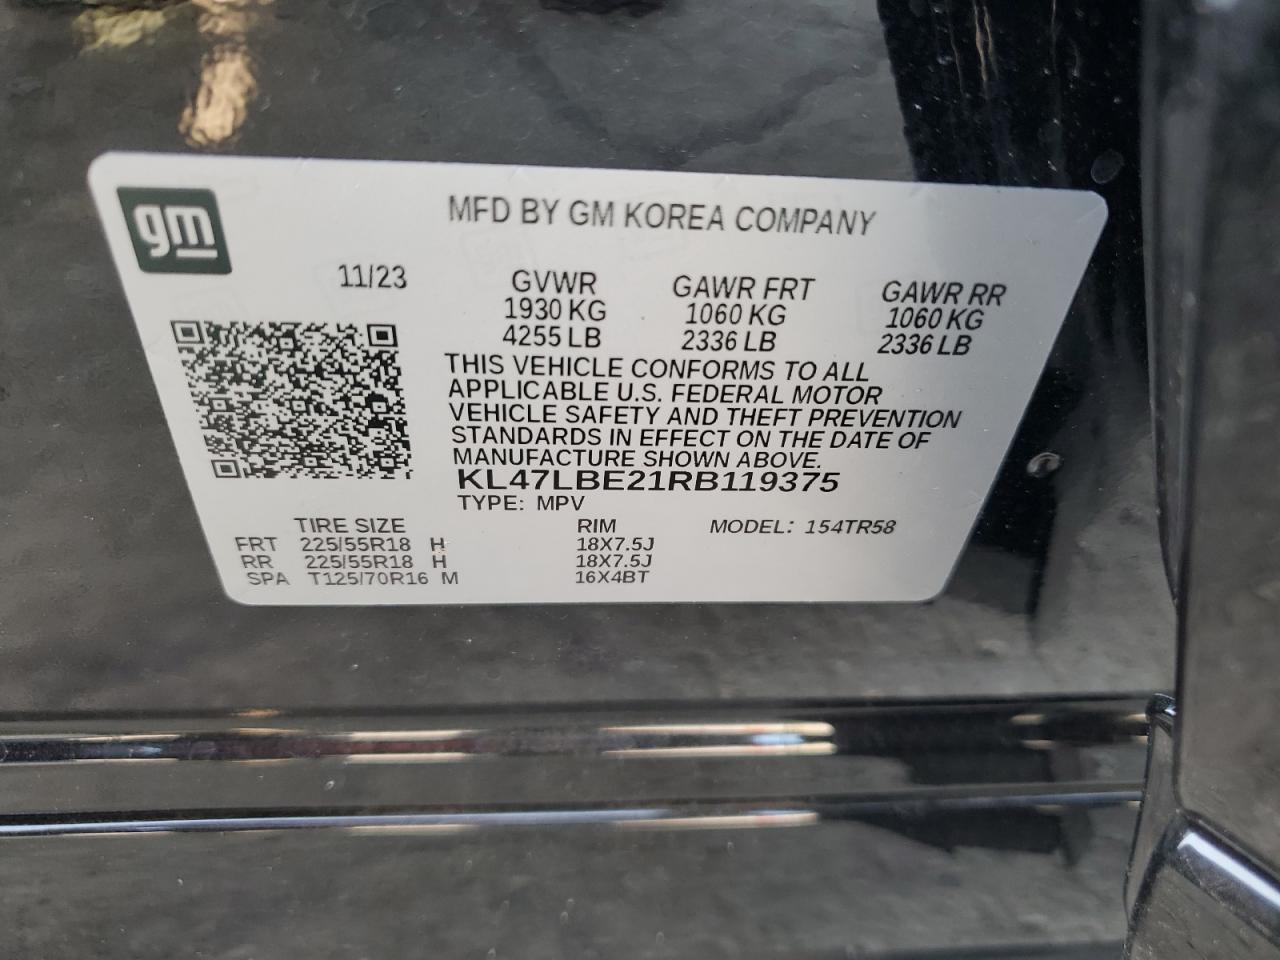 gm
MFD BY GM KOREA COMPANY
11/23
GVWR GAWR FRT GAWR RR
1930 KG 1060 KG 1060 KG
4255 LB 2336 LB 2336 LB
THIS VEHICLE CONFORMS TO ALL
APPLICABLE U.S. FEDERAL MOTOR
VEHICLE SAFETY AND THEFT PREVENTION
STANDARDS IN EFFECT ON THE DATE OF
MANUFACTURE SHOWN ABOVE.
KL47LBE21RB119375
TYPE: MPV
TIRE SIZE RIM MODEL: 154TR58
FRT 225/55R18 H 18X7.5J
RR 225/55R18 H 18X7.5J
SPA T125/70R16 M 16X4BT